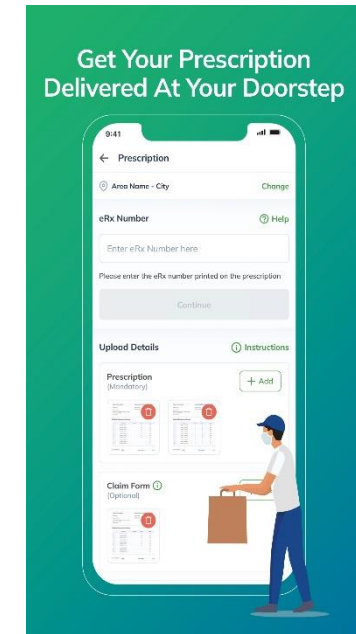 Get Your Prescription
Delivered At Your Doorstep
9:41
Prescription
Area Name - City
Change
eRx Number
Help
Enter eRx Number here
Please enter the eRx number printed on the prescription
Continue
Upload Details
Instructions
Prescription
(Mandatory)
+ Add
Claim Form
(Optional)